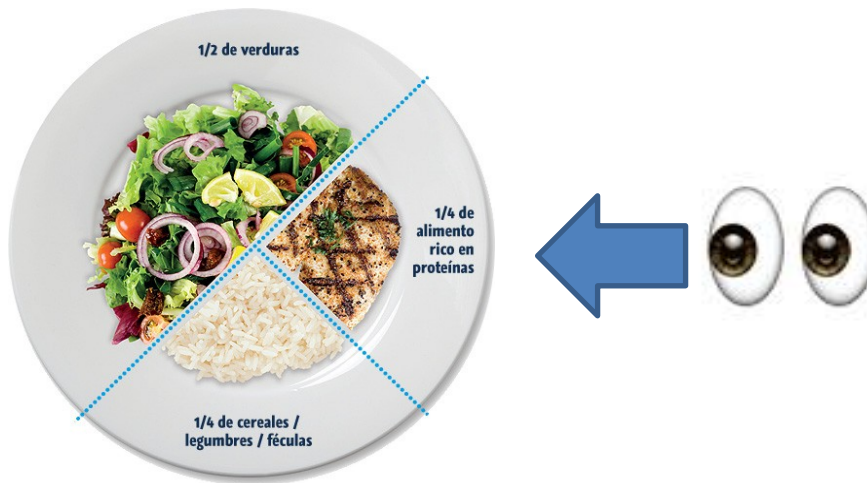 1/2 de verduras
1/4 de
alimento
rico en
proteínas
1/4 de cereales /
legumbres / féculas